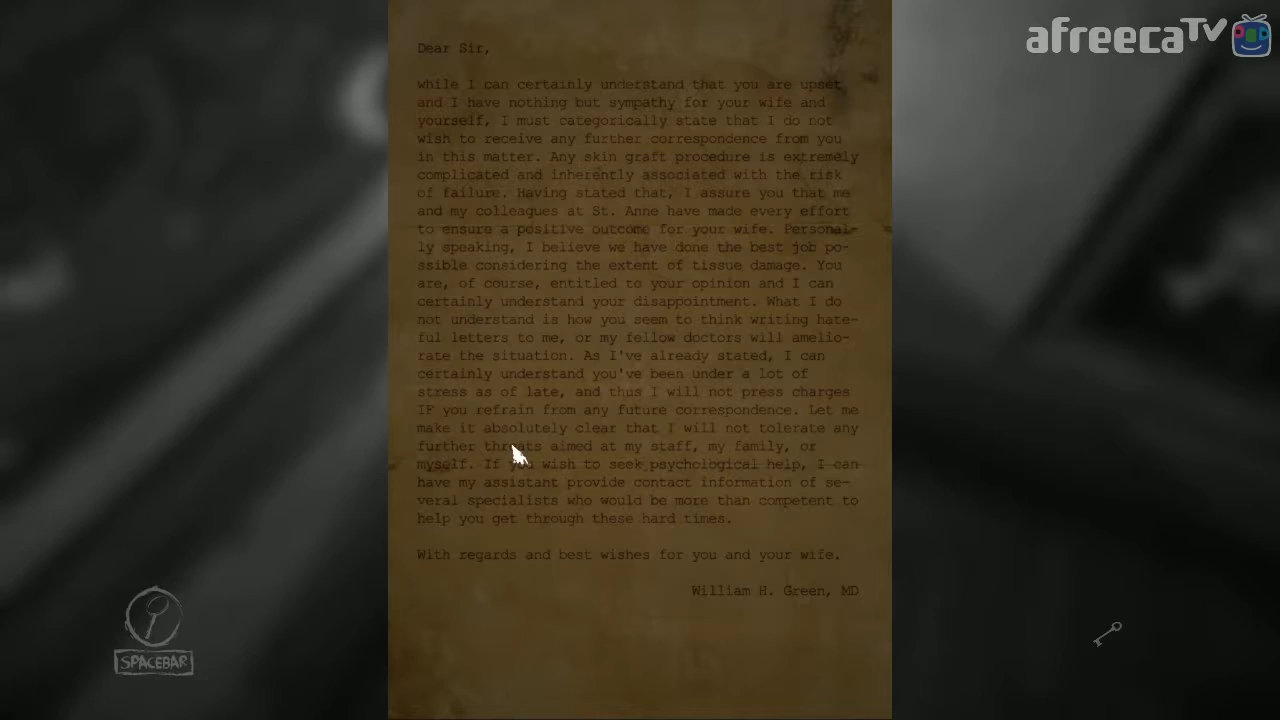 afreecaTV
Dear Sir,
while I can certainly understand that you are upset
and I have nothing but sympathy for your wife and
yourself, I must categorically state that I do not
wish to receive any further correspondence from you
in this matter. Any skin graft procedure is extremely
complicated and inherently associated with the risk
of failure. Having stated that, I assure you that me
and my colleagues at St. Anne have made every effort
to ensure a positive outcome for your wife. Personal-
ly speaking, I believe we have done the best job po-
ssible considering the extent of tissue damage. You
are, of course, entitled to your opinion and I can
certainly understand your disappointment. What I do
not understand is how you seem to think writing hate-
ful letters to me, or my fellow doctors will amelio-
rate the situation. As I've already stated, I can
certainly understand you've been under a lot of
stress as of late, and thus I will not press charges
IF you refrain from any future correspondence. Let me
make it absolutely clear that I will not tolerate any
further threats aimed at my staff, my family, or
myself. If you wish to seek psychological help, I can
have my assistant provide contact information of se-
veral specialists who would be more than competent to
help you get through these hard times.
With regards and best wishes for you and your wife.
William H. Green, MD
SPACEBAR